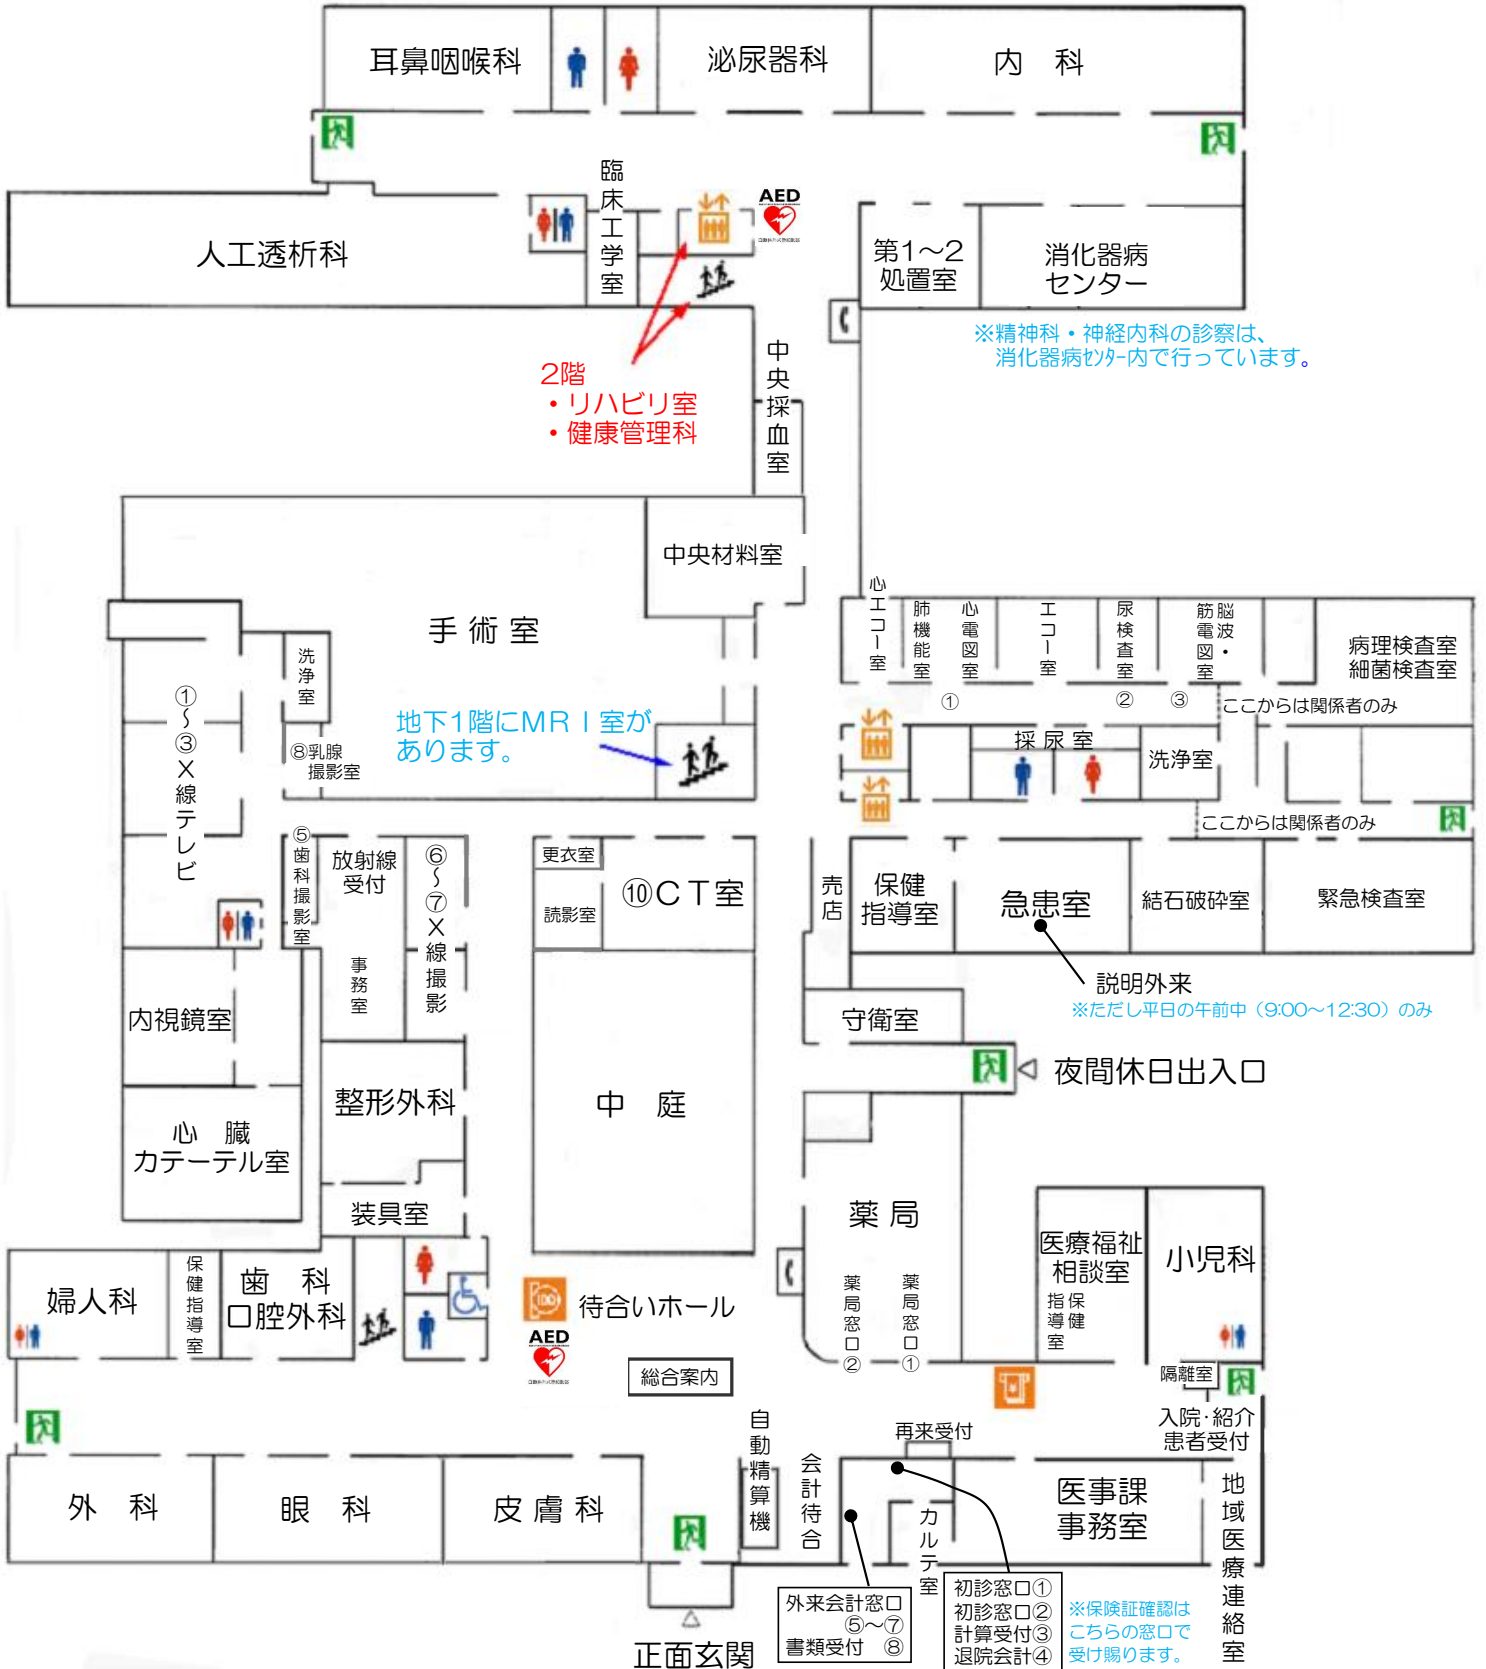 耳鼻咽喉科
泌尿器科
内　科
臨床工学室
AED
人工透析科
第1～2
処置室
消化器病
センター
※精神科・神経内科の診察は、
消化器病センター内で行っています。
2階
・リハビリ室
・健康管理科
中央採血室
中央材料室
手術室
洗浄室
①～③X線テレビ
⑧乳腺
撮影室
地下1階にMRI室が
あります。
心エコー室
肺機能室
心電図室
エコー室
尿検査室
脳波・
筋電図室
病理検査室
細菌検査室
①
②
③
ここからは関係者のみ
採尿室
洗浄室
ここからは関係者のみ
⑤歯科撮影室
放射線
受付
⑥～⑦X線撮影
更衣室
読影室
⑩CT室
売店
保健
指導室
急患室
結石破砕室
緊急検査室
事務室
説明外来
※ただし平日の午前中（9:00～12:30）のみ
内視鏡室
守衛室
夜間休日出入口
整形外科
中　庭
心　臓
カテーテル室
装具室
薬局
医療福祉
相談室
保健
指導室
小児科
婦人科
保健指導室
歯　科
口腔外科
100
待合いホール
AED
薬局窓口②
薬局窓口①
総合案内
隔離室
入院・紹介
患者受付
再来受付
自動精算機
会計待合
外　科
眼　科
皮膚科
カルテ室
医事課
事務室
地域医療連絡室
外来会計窓口
⑤～⑦
書類受付　⑧
初診窓口①
初診窓口②
計算受付③
退院会計④
※保険証確認は
こちらの窓口で
受け賜ります。
正面玄関